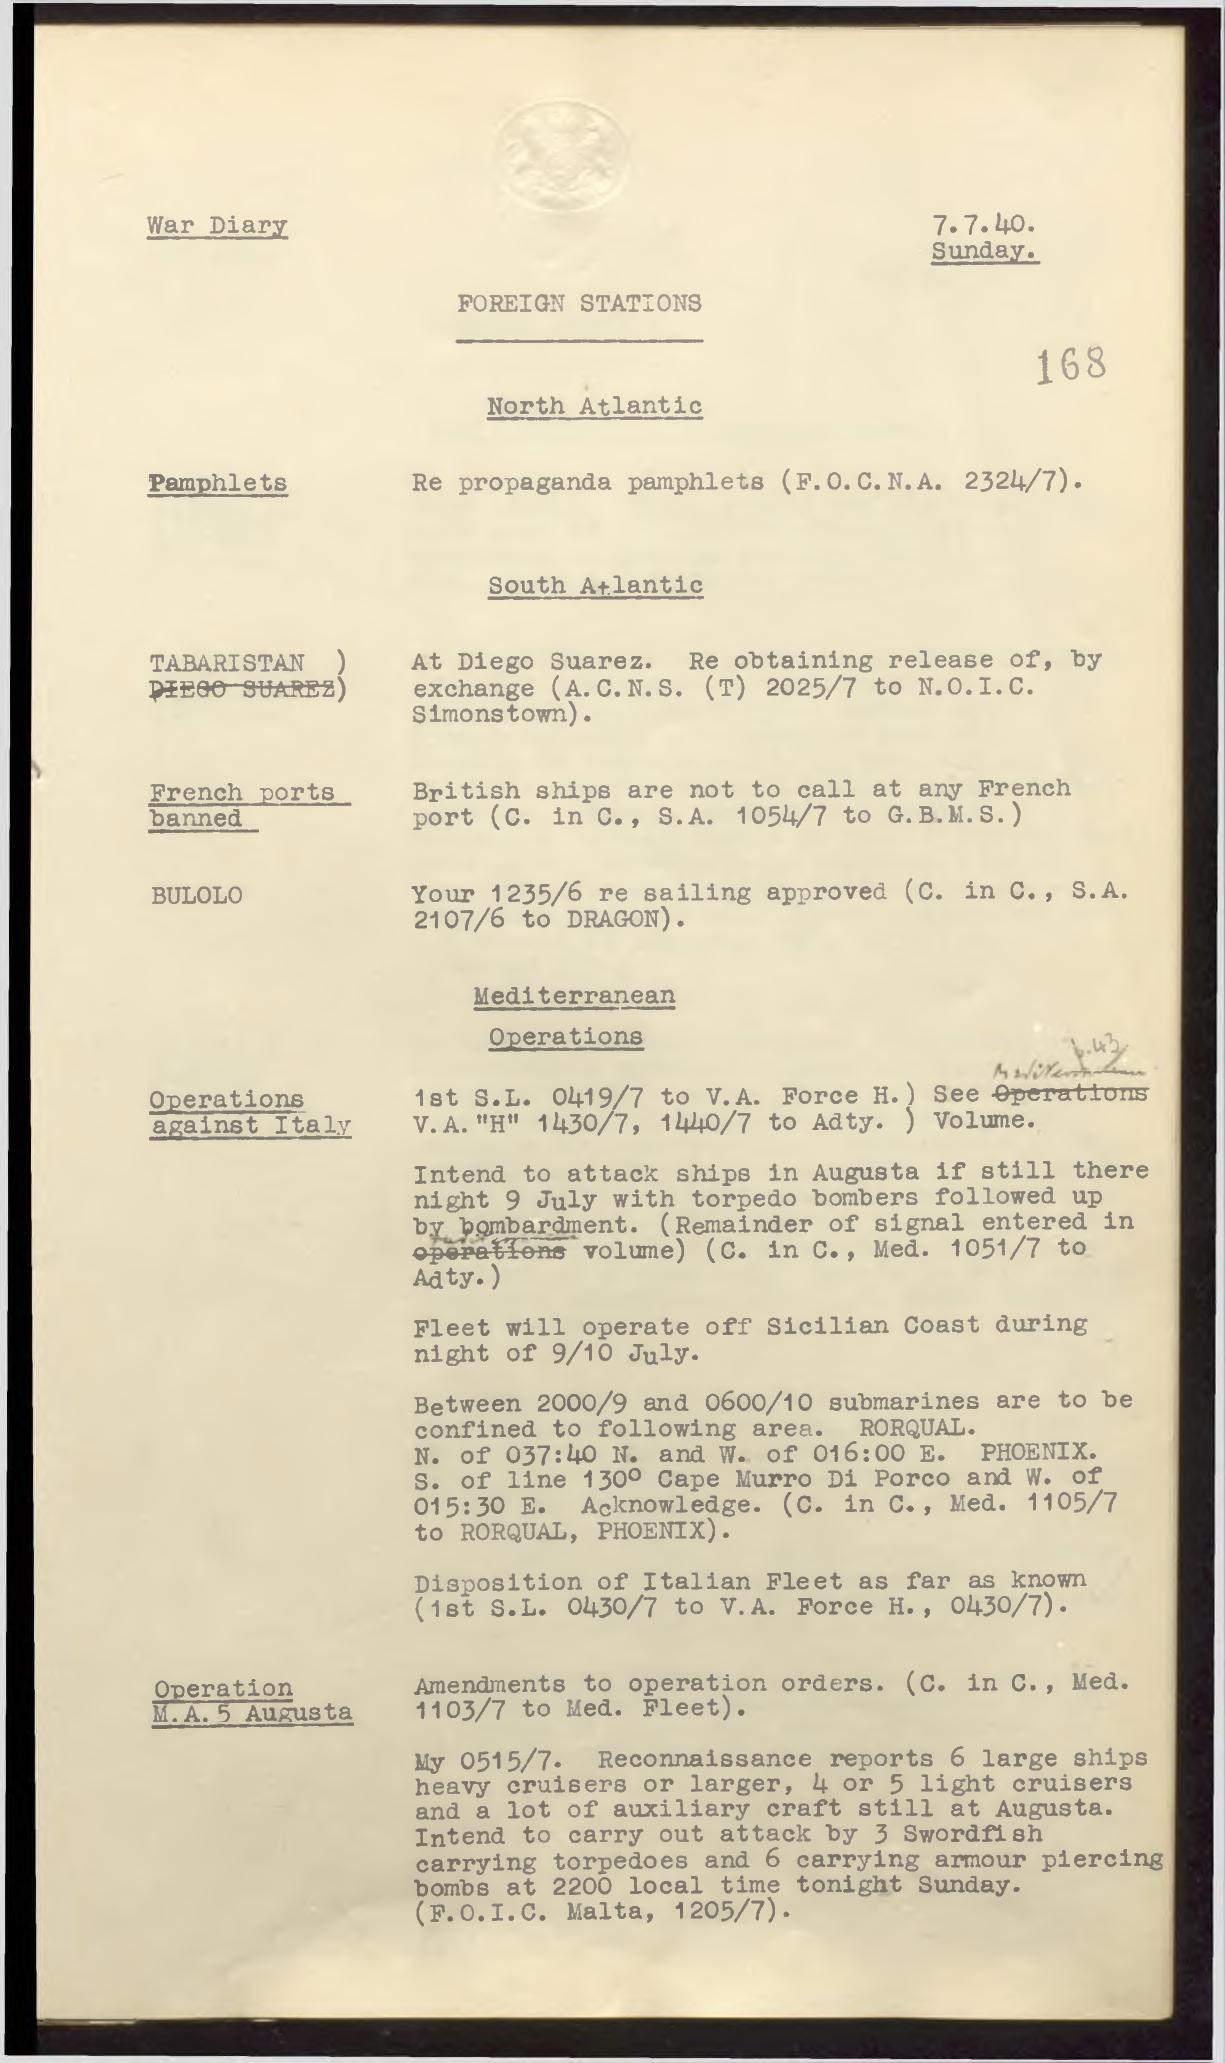 War Diary
7.7.40.
Sunday.
FOREIGN STATIONS
168
North Atlantic
Pamphlets Re propaganda pamphlets (F.O.C.N.A. 2324/7).
South Atlantic
TABARISTAN ) At Diego Suarez. Re obtaining release of, by
DIEGO SUAREZ) exchange (A.C.N.S. (T) 2025/7 to N.O.I.C.
Simonstown).
French ports British ships are not to call at any French
banned port (C. in C., S.A. 1054/7 to G.B.M.S.)
BULOLO Your 1235/6 re sailing approved (C. in C., S.A.
2107/6 to DRAGON).
Mediterranean
Operations
p.43
Mediterranean
Operations 1st S.L. 0419/7 to V.A. Force H.) See Operations
against Italy V.A."H" 1430/7, 1440/7 to Adty. ) Volume.
Intend to attack ships in Augusta if still there
night 9 July with torpedo bombers followed up
by bombardment. (Remainder of signal entered in
operations volume) (C. in C., Med. 1051/7 to
Adty.)
Fleet will operate off Sicilian Coast during
night of 9/10 July.
Between 2000/9 and 0600/10 submarines are to be
confined to following area. RORQUAL.
N. of 037:40 N. and W. of 016:00 E. PHOENIX.
S. of line 130° Cape Murro Di Porco and W. of
015:30 E. Acknowledge. (C. in C., Med. 1105/7
to RORQUAL, PHOENIX).
Disposition of Italian Fleet as far as known
(1st S.L. 0430/7 to V.A. Force H., 0430/7).
Operation Amendments to operation orders. (C. in C., Med.
M.A.5 Augusta 1103/7 to Med. Fleet).
My 0515/7. Reconnaissance reports 6 large ships
heavy cruisers or larger, 4 or 5 light cruisers
and a lot of auxiliary craft still at Augusta.
Intend to carry out attack by 3 Swordfish
carrying torpedoes and 6 carrying armour piercing
bombs at 2200 local time tonight Sunday.
(F.O.I.C. Malta, 1205/7).